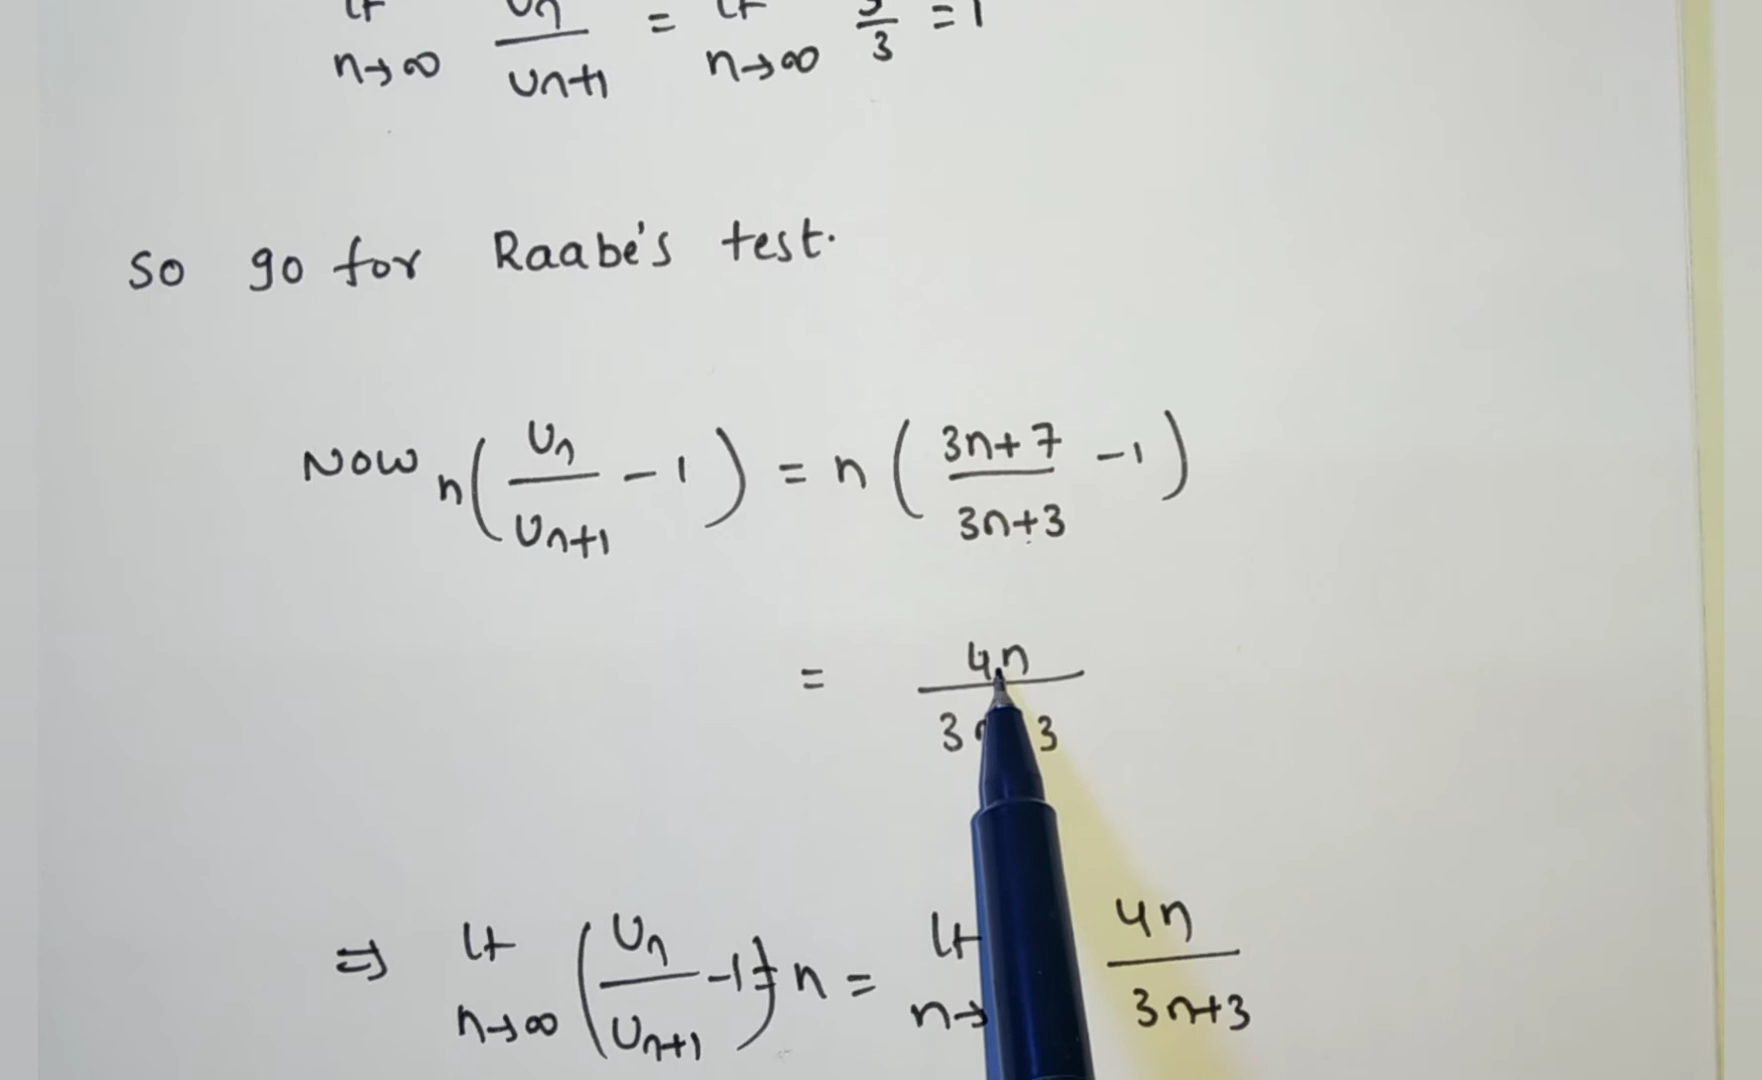 lt n→∞ un/un+1 = lt n→∞ 3/3 = 1
So go for Raabe's test.
Now n(un/un+1 - 1) = n(3n+7/3n+3 - 1)
= 4n/3 3
⇒ lt n→∞ (un/un+1 - 1) n = lt n→ 4n/3n+3